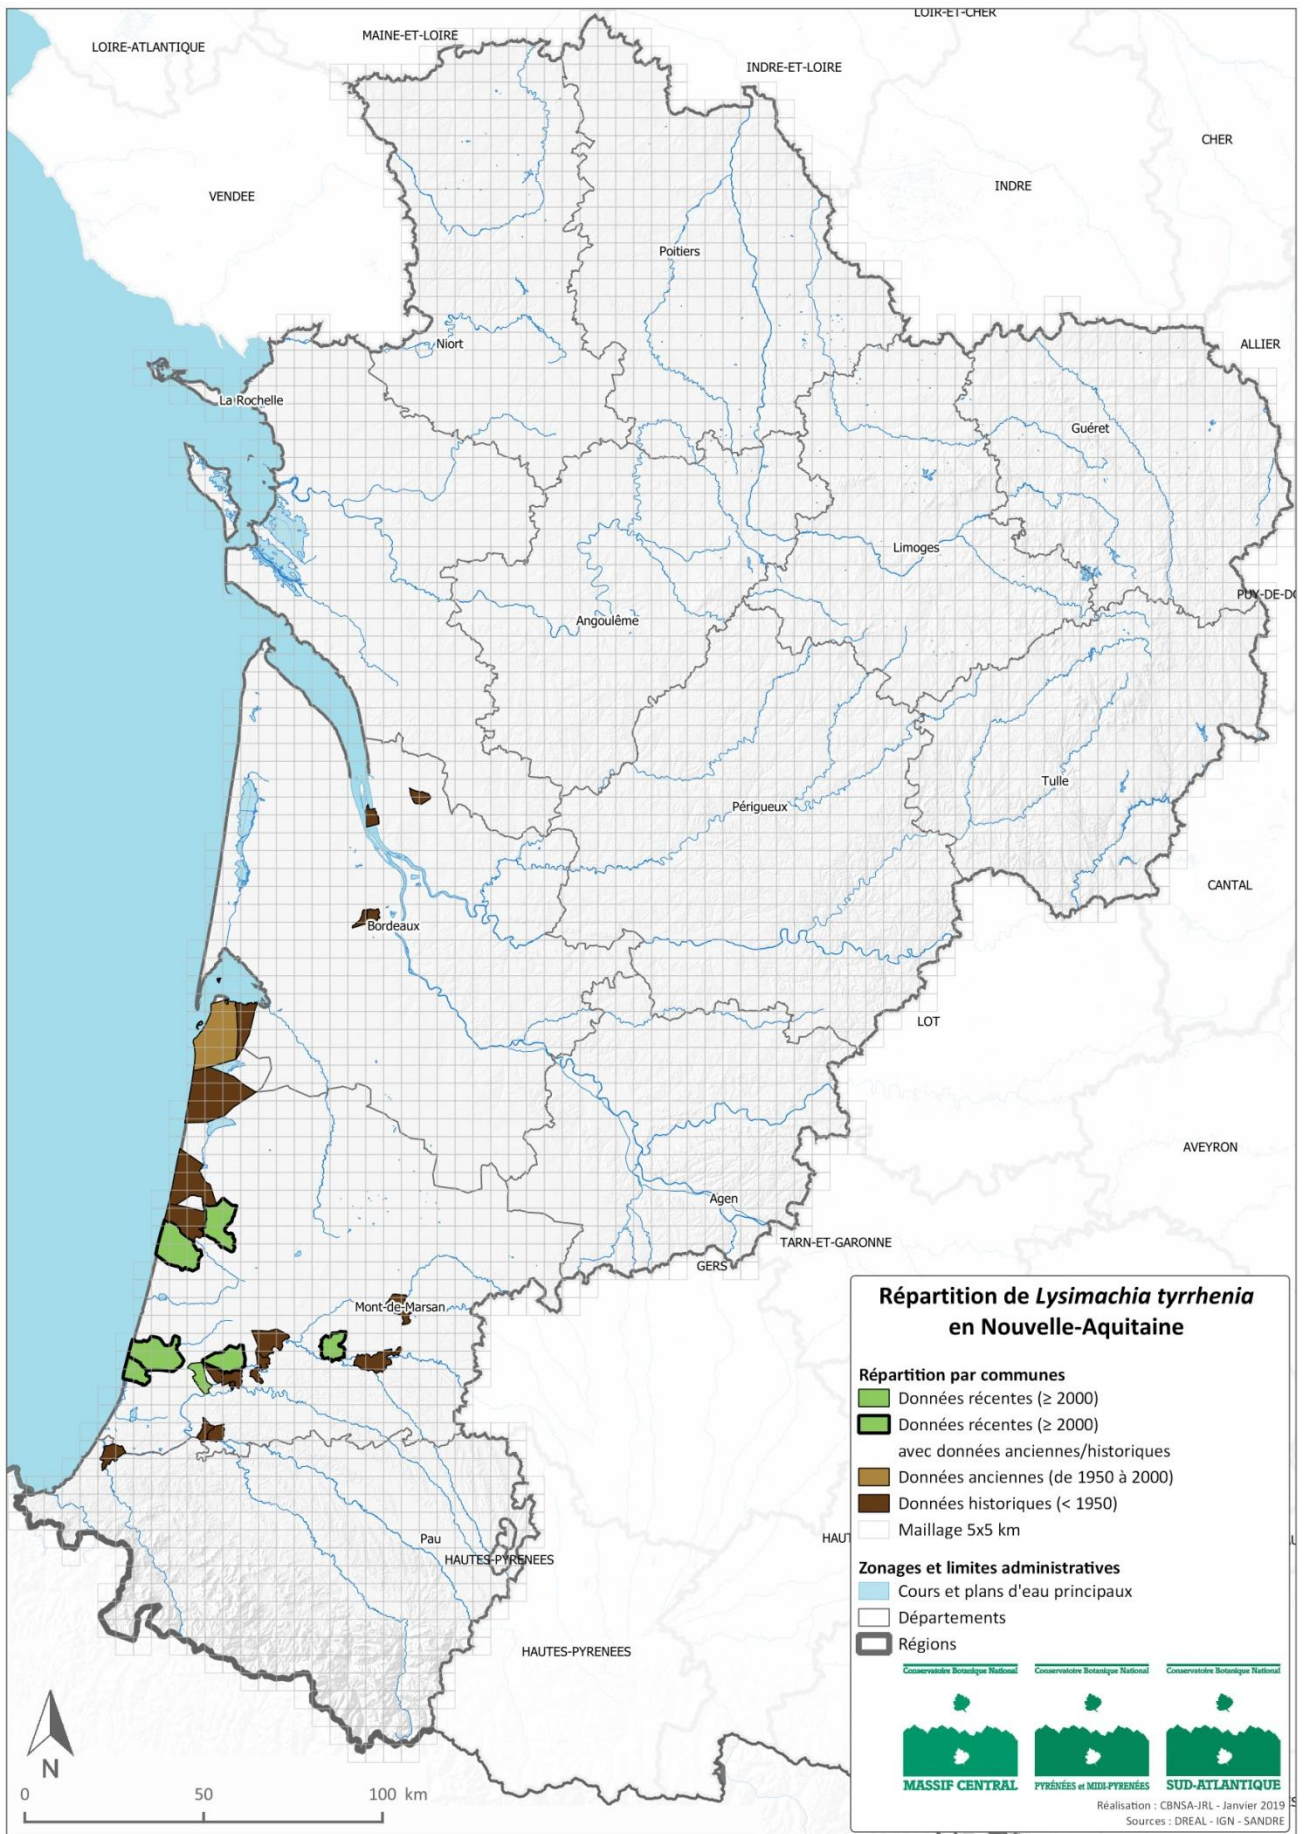 LOIR-ET-CHER
MAINE-ET-LOIRE
LOIRE-ATLANTIQUE
INDRE-ET-LOIRE
CHER
INDRE
VENDEE
Poitiers
Niort
ALLIER
La Rochelle
Guéret
Limoges
PUY-DE-DO
Angoulême
Tulle
Périgueux
CANTAL
Bordeaux
LOT
AVEYRON
Agen
TARN-ET-GARONNE
GERS
Mont-de-Marsan
Pau
HAUTES-PYRENEES
HAUT
HAUTES-PYRENEES
Répartition de Lysimachia tyrrhenia
en Nouvelle-Aquitaine
Répartition par communes
Données récentes (≥ 2000)
Données récentes (≥ 2000)
avec données anciennes/historiques
Données anciennes (de 1950 à 2000)
Données historiques (< 1950)
Maillage 5x5 km
Zonages et limites administratives
Cours et plans d'eau principaux
Départements
Régions
Conservatoire Botanique National Conservatoire Botanique National Conservatoire Botanique National
MASSIF CENTRAL PYRÉNÉES et MIDI-PYRENÉES SUD-ATLANTIQUE
Réalisation : CBNSA-JRL - Janvier 2019
Sources : DREAL - IGN - SANDRE
N
0 50 100 km